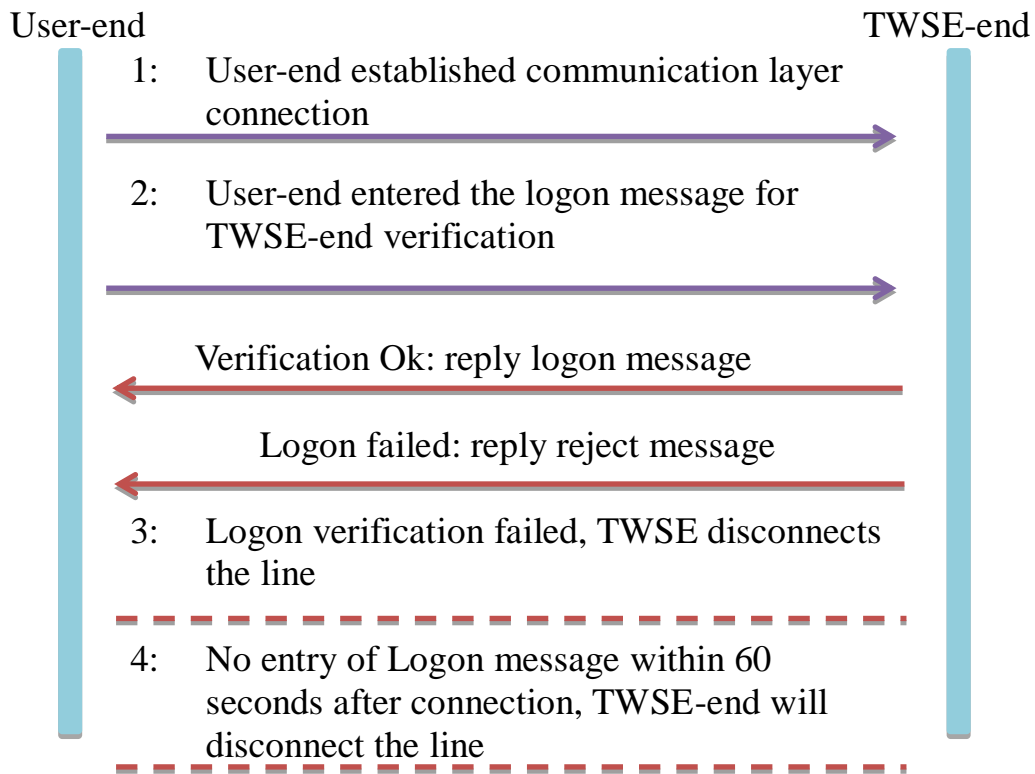 User-end
TWSE-end
1: User-end established communication layer
connection
2: User-end entered the logon message for
TWSE-end verification
Verification Ok: reply logon message
Logon failed: reply reject message
3: Logon verification failed, TWSE disconnects
the line
4: No entry of Logon message within 60
seconds after connection, TWSE-end will
disconnect the line